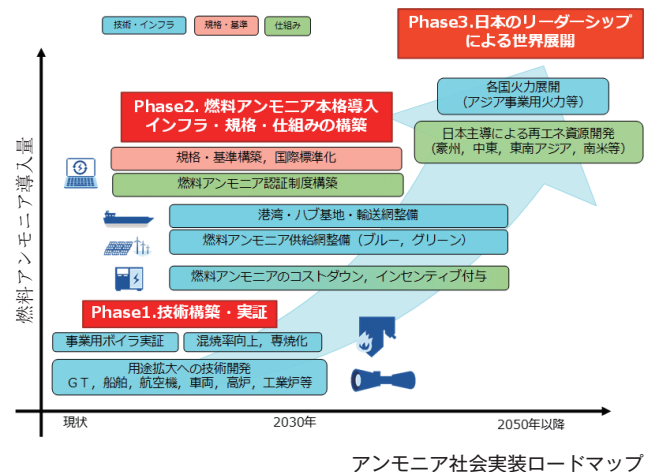 技術・インフラ
規格・基準
仕組み
Phase3.日本のリーダーシップ
による世界展開
各国火力展開
(アジア事業用火力等)
日本主導による再エネ資源開発
(豪州,中東,東南アジア,南米等)
Phase2. 燃料アンモニア本格導入
インフラ・規格・仕組みの構築
規格・基準構築,国際標準化
燃料アンモニア認証制度構築
港湾・ハブ基地・輸送網整備
燃料アンモニア供給網整備(ブルー,グリーン)
燃料アンモニアのコストダウン,インセンティブ付与
Phase1.技術構築・実証
事業用ボイラ実証
混焼率向上,専焼化
用途拡大への技術開発
GT,船舶,航空機,車両,高炉,工業炉等
燃料アンモニア導入量
現状
2030年
2050年以降
アンモニア社会実装ロードマップ